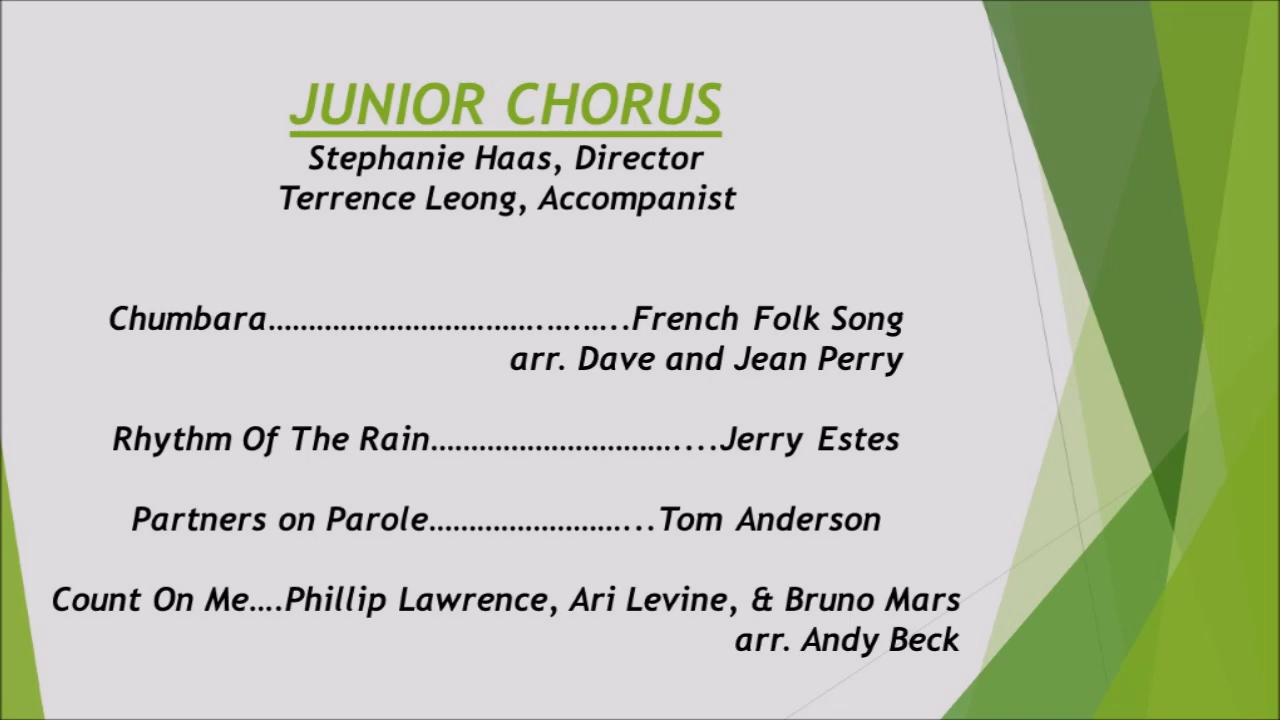 JUNIOR CHORUS
Stephanie Haas, Director
Terrence Leong, Accompanist
Chumbara…………………………….….…..French Folk Song
arr. Dave and Jean Perry
Rhythm Of The Rain…………………………....Jerry Estes
Partners on Parole……………………...Tom Anderson
Count On Me….Phillip Lawrence, Ari Levine, & Bruno Mars
arr. Andy Beck